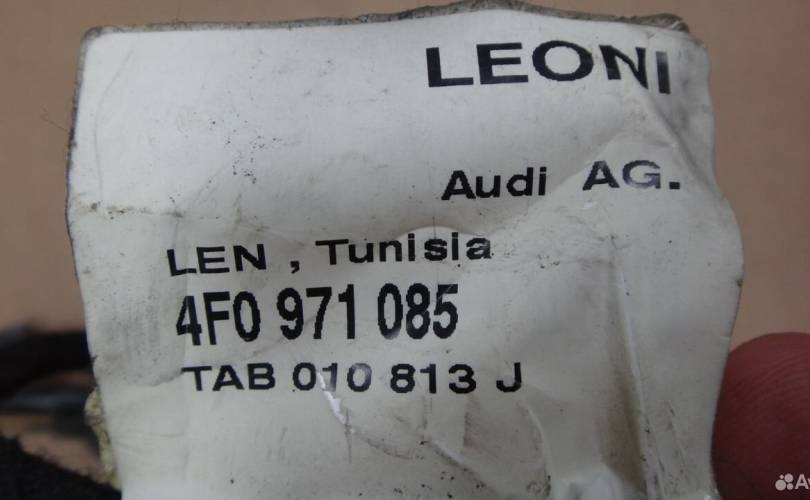 LEONI
Audi AG.
LEN , Tunisia
4F0 971 085
TAB 010 813 J